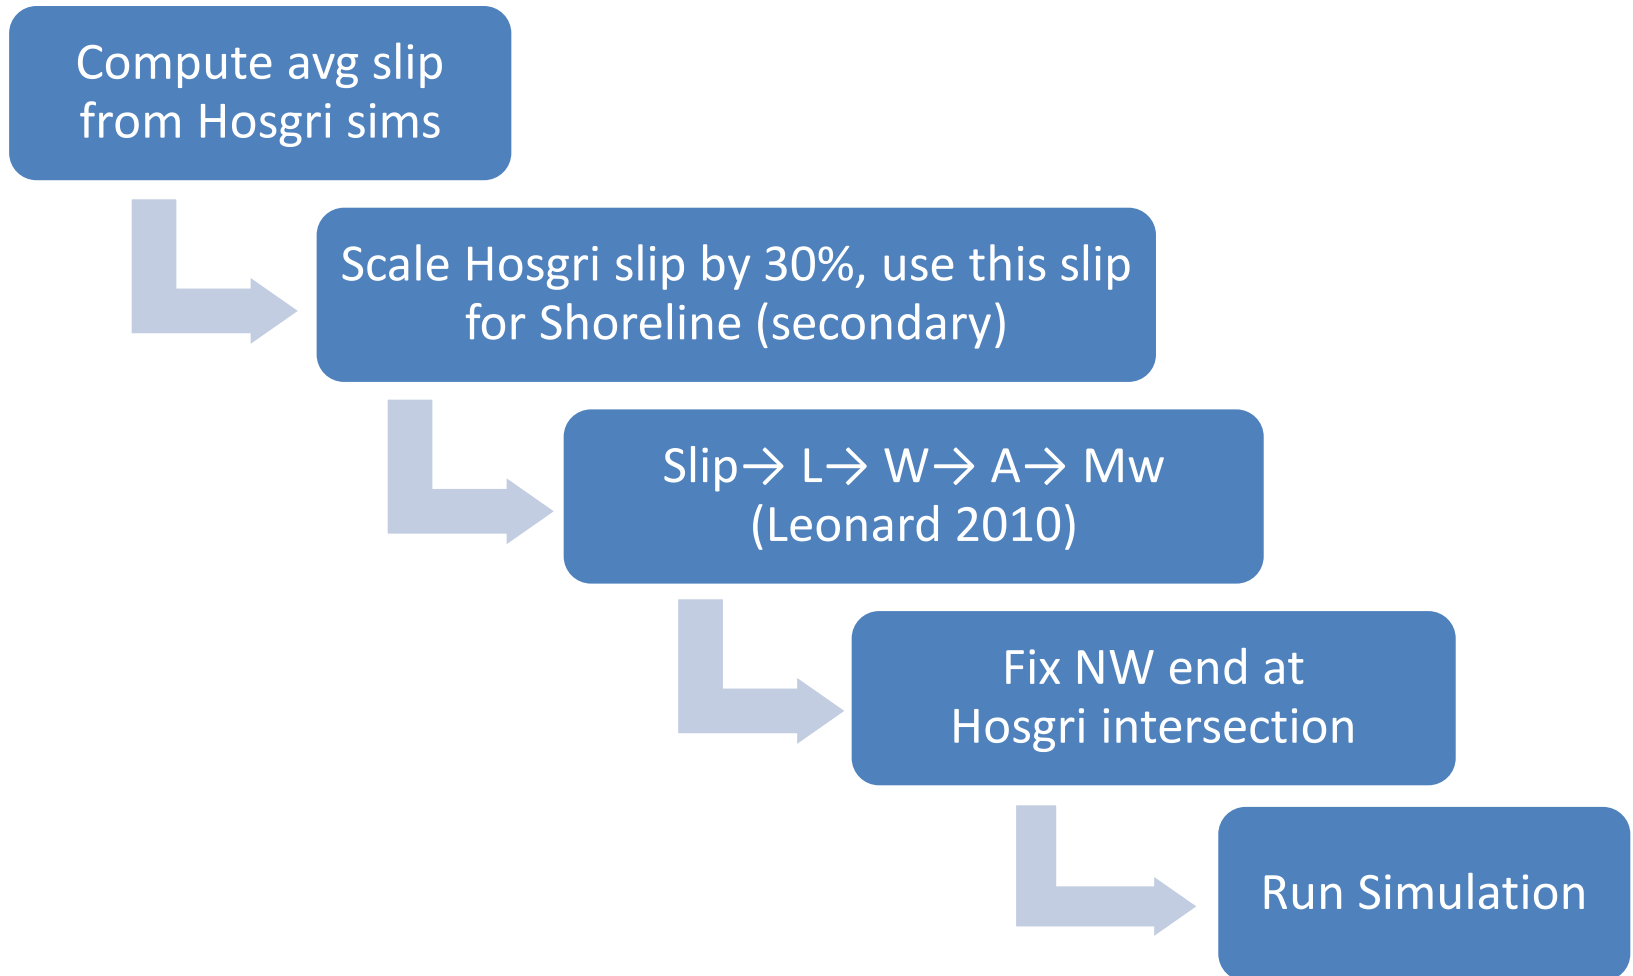 Compute avg slip
from Hosgri sims
Scale Hosgri slip by 30%, use this slip
for Shoreline (secondary)
Slip→ L→ W→ A→ Mw
(Leonard 2010)
Fix NW end at
Hosgri intersection
Run Simulation